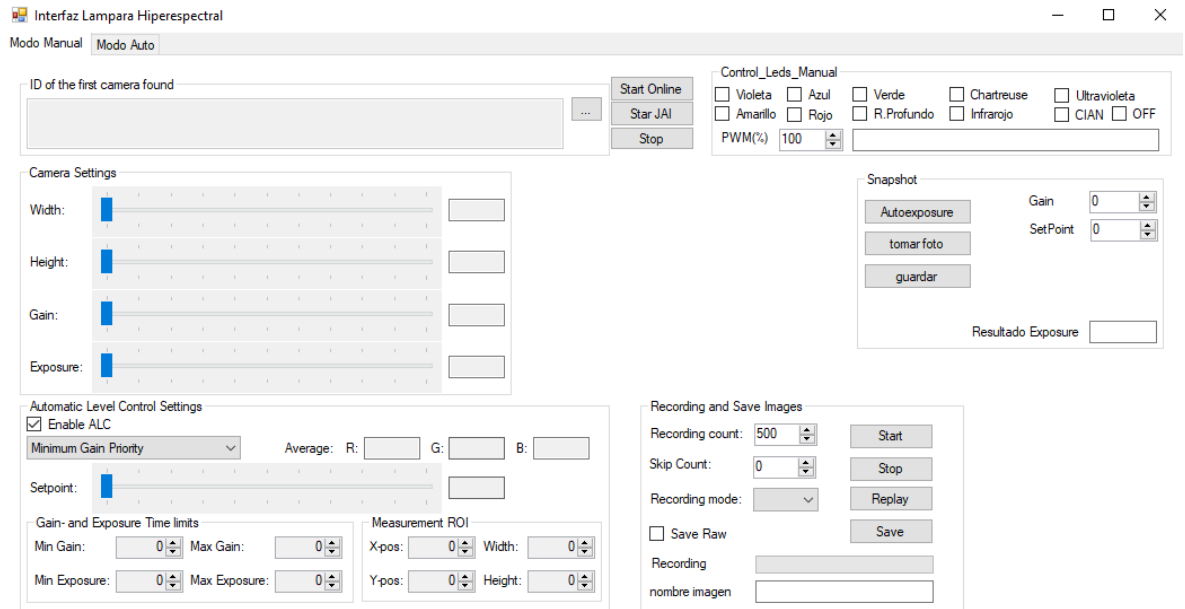 Interfaz Lampara Hiperespectral
Modo Manual Modo Auto
ID of the first camera found
...
Start Online
Star JAI
Stop
Control_Leds_Manual
Violeta Azul Verde Chartreuse Ultravioleta
Amarillo Rojo R.Profundo Infrarojo CIAN OFF
PWM(%) 100
Camera Settings
Width:
Height:
Gain:
Exposure:
Snapshot
Autoexposure
tomar foto
guardar
Gain 0
SetPoint 0
Resultado Exposure
Automatic Level Control Settings
Enable ALC
Minimum Gain Priority Average: R: G: B:
Setpoint:
Gain- and Exposure Time limits
Min Gain: 0 Max Gain: 0
Min Exposure: 0 Max Exposure: 0
Measurement ROI
X-pos: 0 Width: 0
Y-pos: 0 Height: 0
Recording and Save Images
Recording count: 500 Start
Skip Count: 0 Stop
Recording mode: Replay
Save Raw Save
Recording
nombre imagen